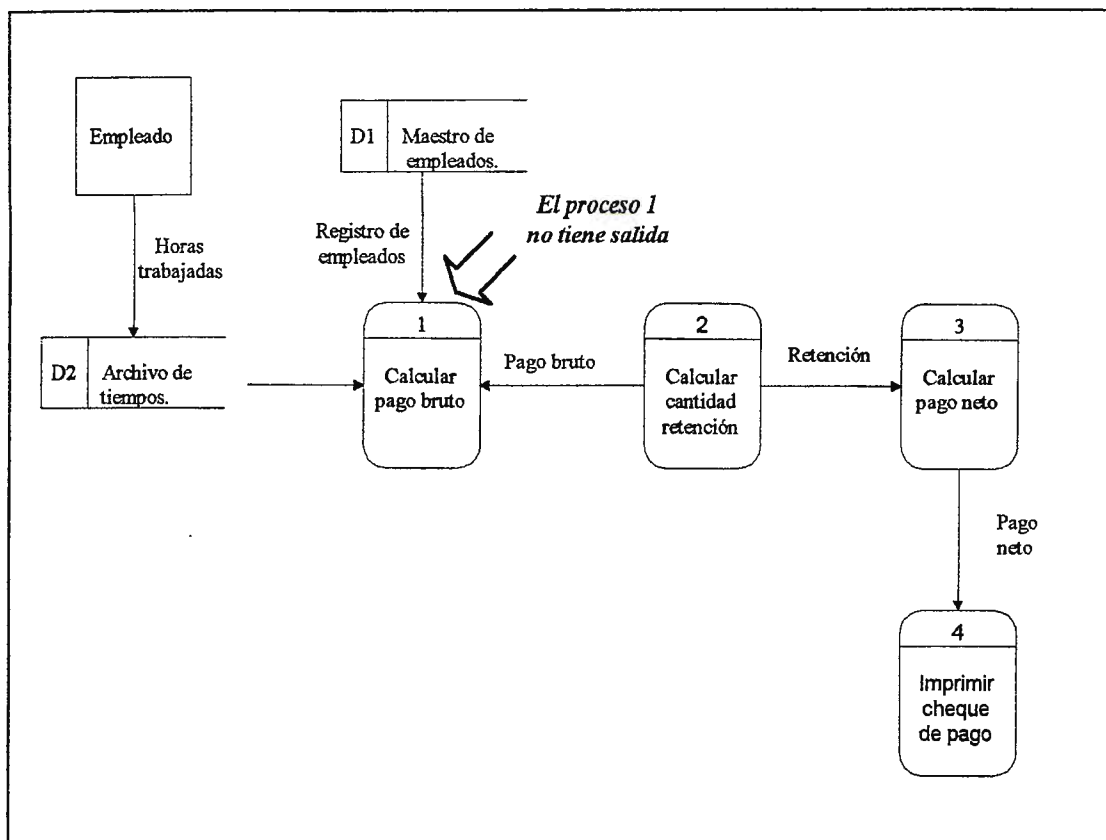 Empleado
D1
Maestro de
empleados.
El proceso 1
no tiene salida
Horas
trabajadas
Registro de
empleados
D2
Archivo de
tiempos.
1
Calcular
pago bruto
Pago bruto
2
Calcular
cantidad
retención
Retención
3
Calcular
pago neto
Pago
neto
4
Imprimir
cheque
de pago